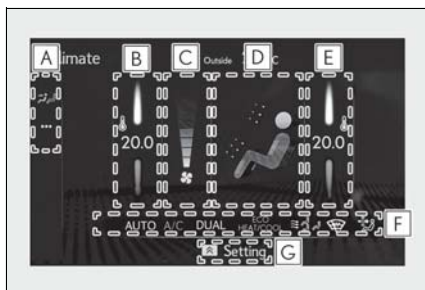 A B C D E
imate Outside c
20.0 20.0
AUTO A/C DUAL ECO HEAT/COOL
F
Setting
G